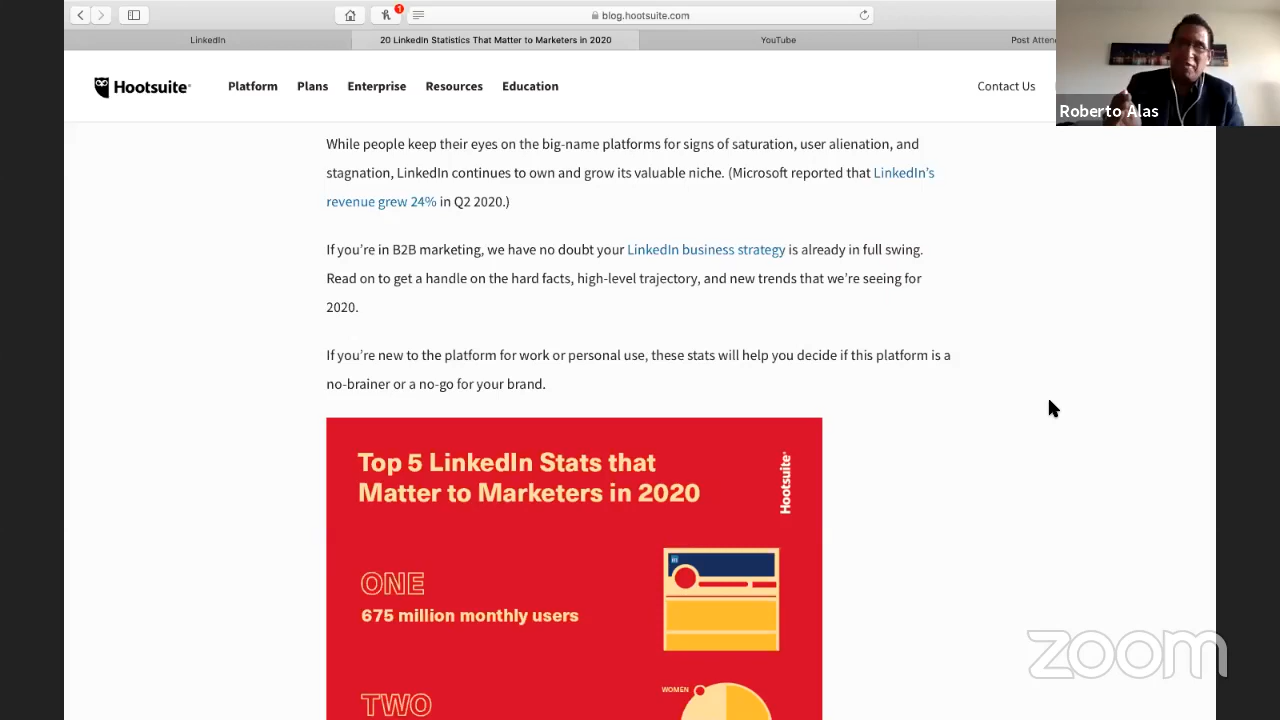 blog.hootsuite.com
1
LinkedIn
20 LinkedIn Statistics That Matter to Marketers in 2020
YouTube
Post Atten
Hootsuite
Platform
Plans
Enterprise
Resources
Education
Contact Us
Roberto Alas
While people keep their eyes on the big-name platforms for signs of saturation, user alienation, and
stagnation, LinkedIn continues to own and grow its valuable niche. (Microsoft reported that LinkedIn’s
revenue grew 24% in Q2 2020.)
If you’re in B2B marketing, we have no doubt your LinkedIn business strategy is already in full swing.
Read on to get a handle on the hard facts, high-level trajectory, and new trends that we’re seeing for
2020.
If you’re new to the platform for work or personal use, these stats will help you decide if this platform is a
no-brainer or a no-go for your brand.
Top 5 LinkedIn Stats that
Matter to Marketers in 2020
Hootsuite
ONE
675 million monthly users
TWO
WOMEN
zoom